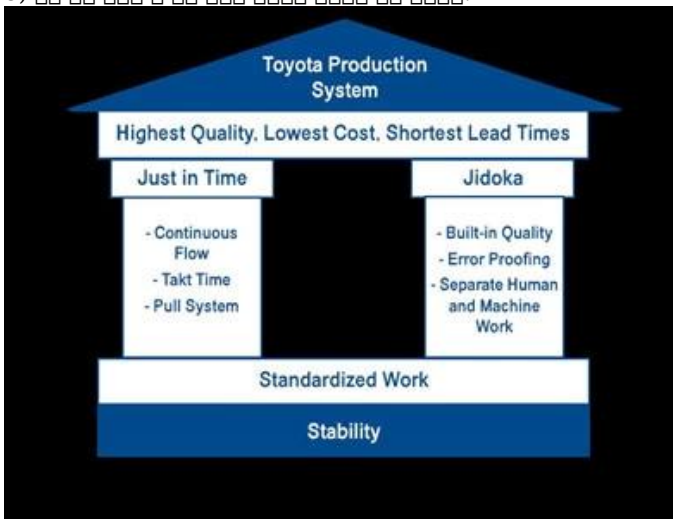 Toyota Production
System
Highest Quality, Lowest Cost, Shortest Lead Times
Just in Time
- Continuous
Flow
- Takt Time
- Pull System
Jidoka
- Built-in Quality
- Error Proofing
- Separate Human
and Machine
Work
Standardized Work
Stability